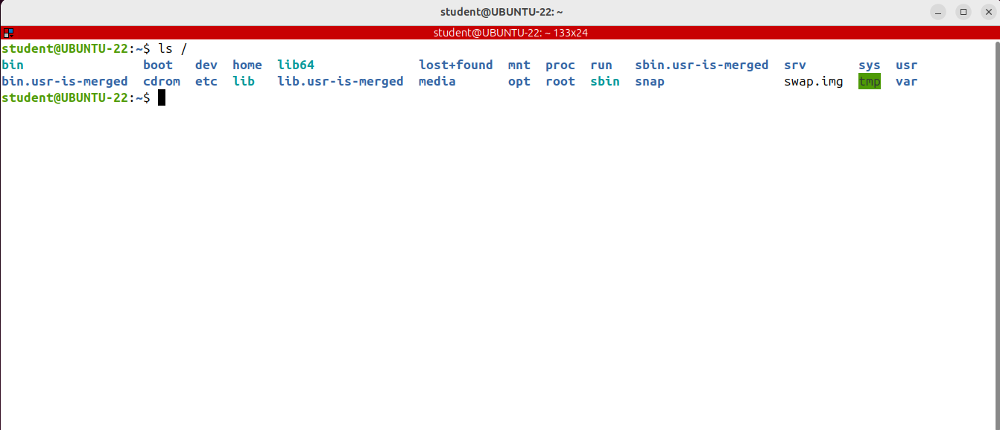 student@UBUNTU-22: ~
student@UBUNTU-22: ~ 133x24
student@UBUNTU-22:~$ ls /
bin                boot   dev  home  lib64              lost+found  mnt  proc  run   sbin.usr-is-merged  srv       sys  usr
bin.usr-is-merged  cdrom  etc  lib   lib.usr-is-merged  media       opt  root  sbin  snap                swap.img  tmp  var
student@UBUNTU-22:~$